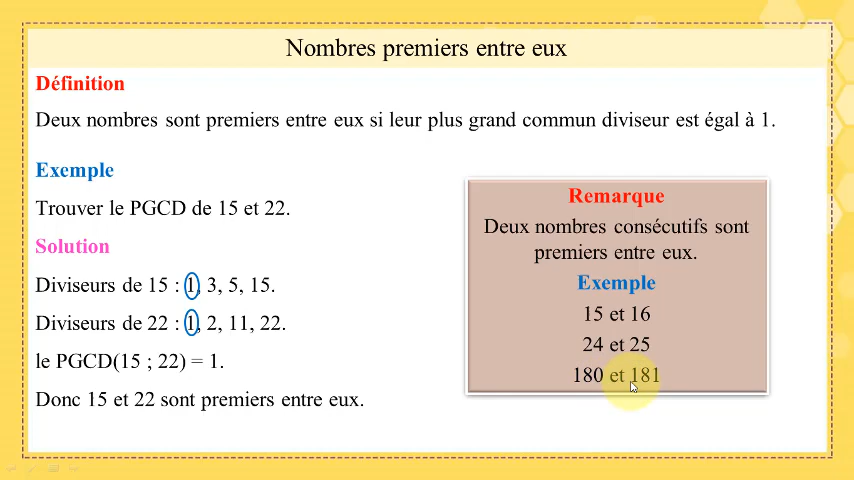 Nombres premiers entre eux
Définition
Deux nombres sont premiers entre eux si leur plus grand commun diviseur est égal à 1.
Exemple
Trouver le PGCD de 15 et 22.
Solution
Diviseurs de 15 : 1, 3, 5, 15.
Diviseurs de 22 : 1, 2, 11, 22.
le PGCD(15 ; 22) = 1.
Donc 15 et 22 sont premiers entre eux.
Remarque
Deux nombres consécutifs sont
premiers entre eux.
Exemple
15 et 16
24 et 25
180 et 181